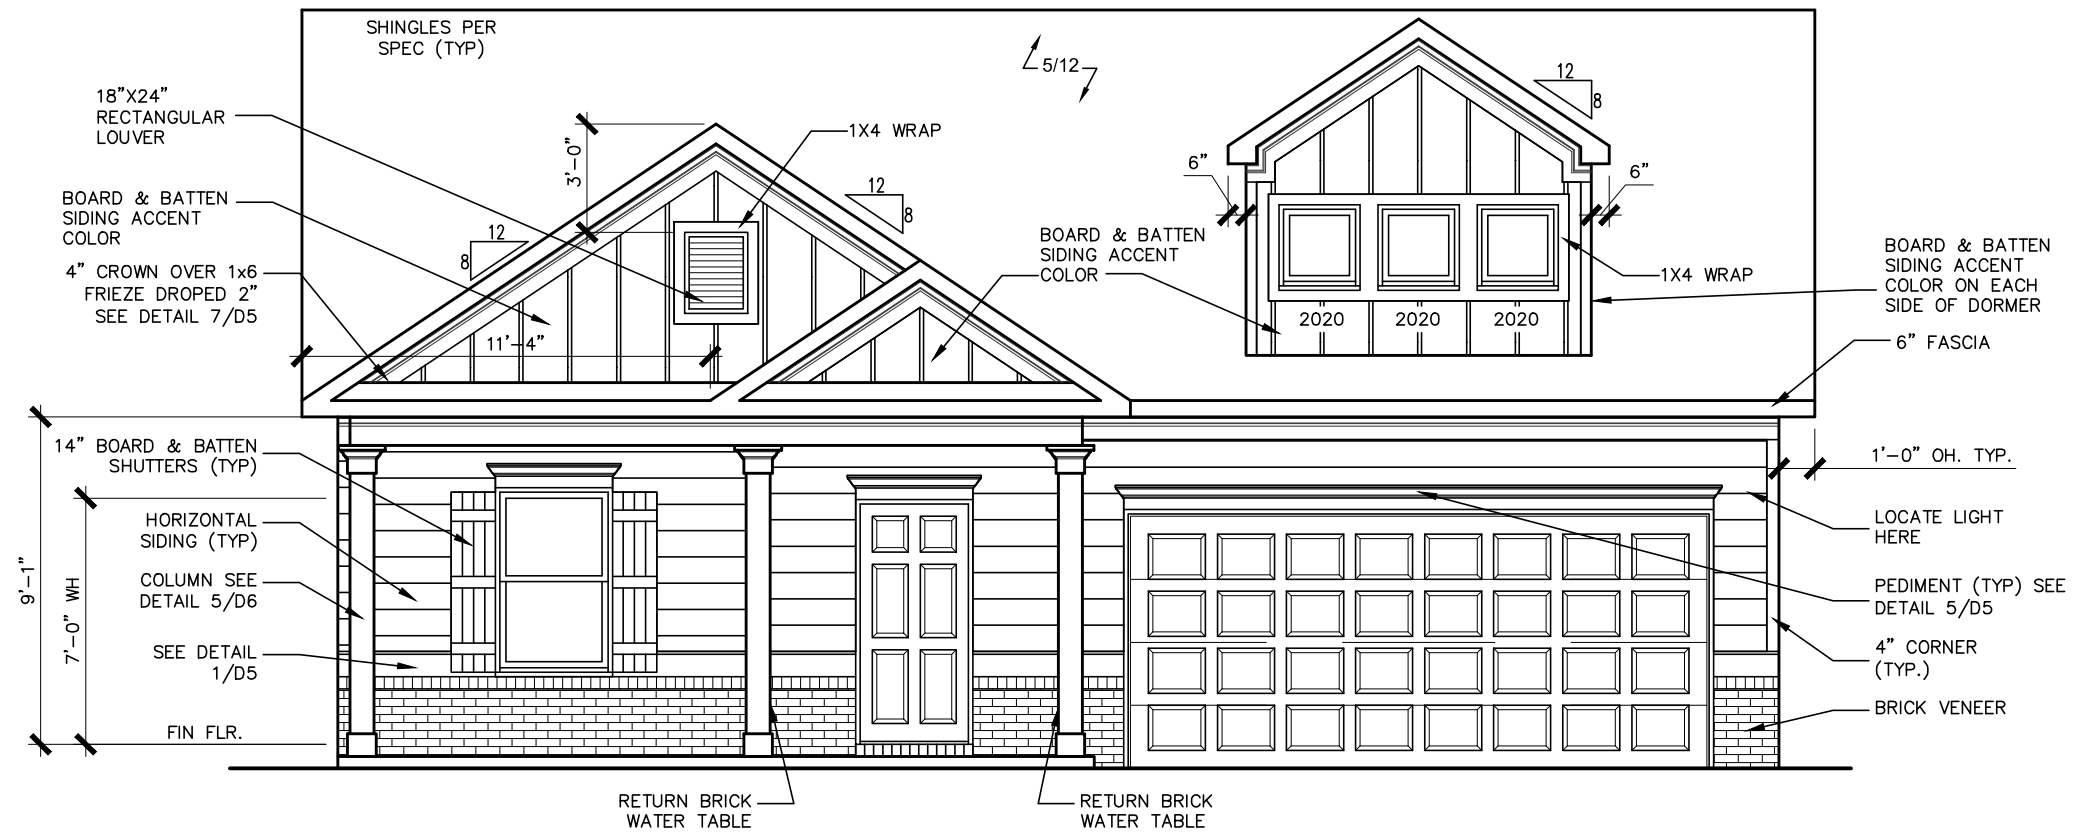 SHINGLES PER
SPEC (TYP)
5/12
12
8
18"X24"
RECTANGULAR
LOUVER
3'-0"
1X4 WRAP
6"
6"
12
8
BOARD & BATTEN
SIDING ACCENT
COLOR
12
8
BOARD & BATTEN
SIDING ACCENT
COLOR
BOARD & BATTEN
SIDING ACCENT
COLOR ON EACH
SIDE OF DORMER
4" CROWN OVER 1x6
FRIEZE DROPED 2"
SEE DETAIL 7/D5
1X4 WRAP
2020
2020
2020
11'-4"
6" FASCIA
14" BOARD & BATTEN
SHUTTERS (TYP)
1'-0" OH. TYP.
HORIZONTAL
SIDING (TYP)
LOCATE LIGHT
HERE
9'-1"
7'-0" WH
COLUMN SEE
DETAIL 5/D6
PEDIMENT (TYP) SEE
DETAIL 5/D5
SEE DETAIL
1/D5
4" CORNER
(TYP.)
BRICK VENEER
FIN FLR.
RETURN BRICK
WATER TABLE
RETURN BRICK
WATER TABLE